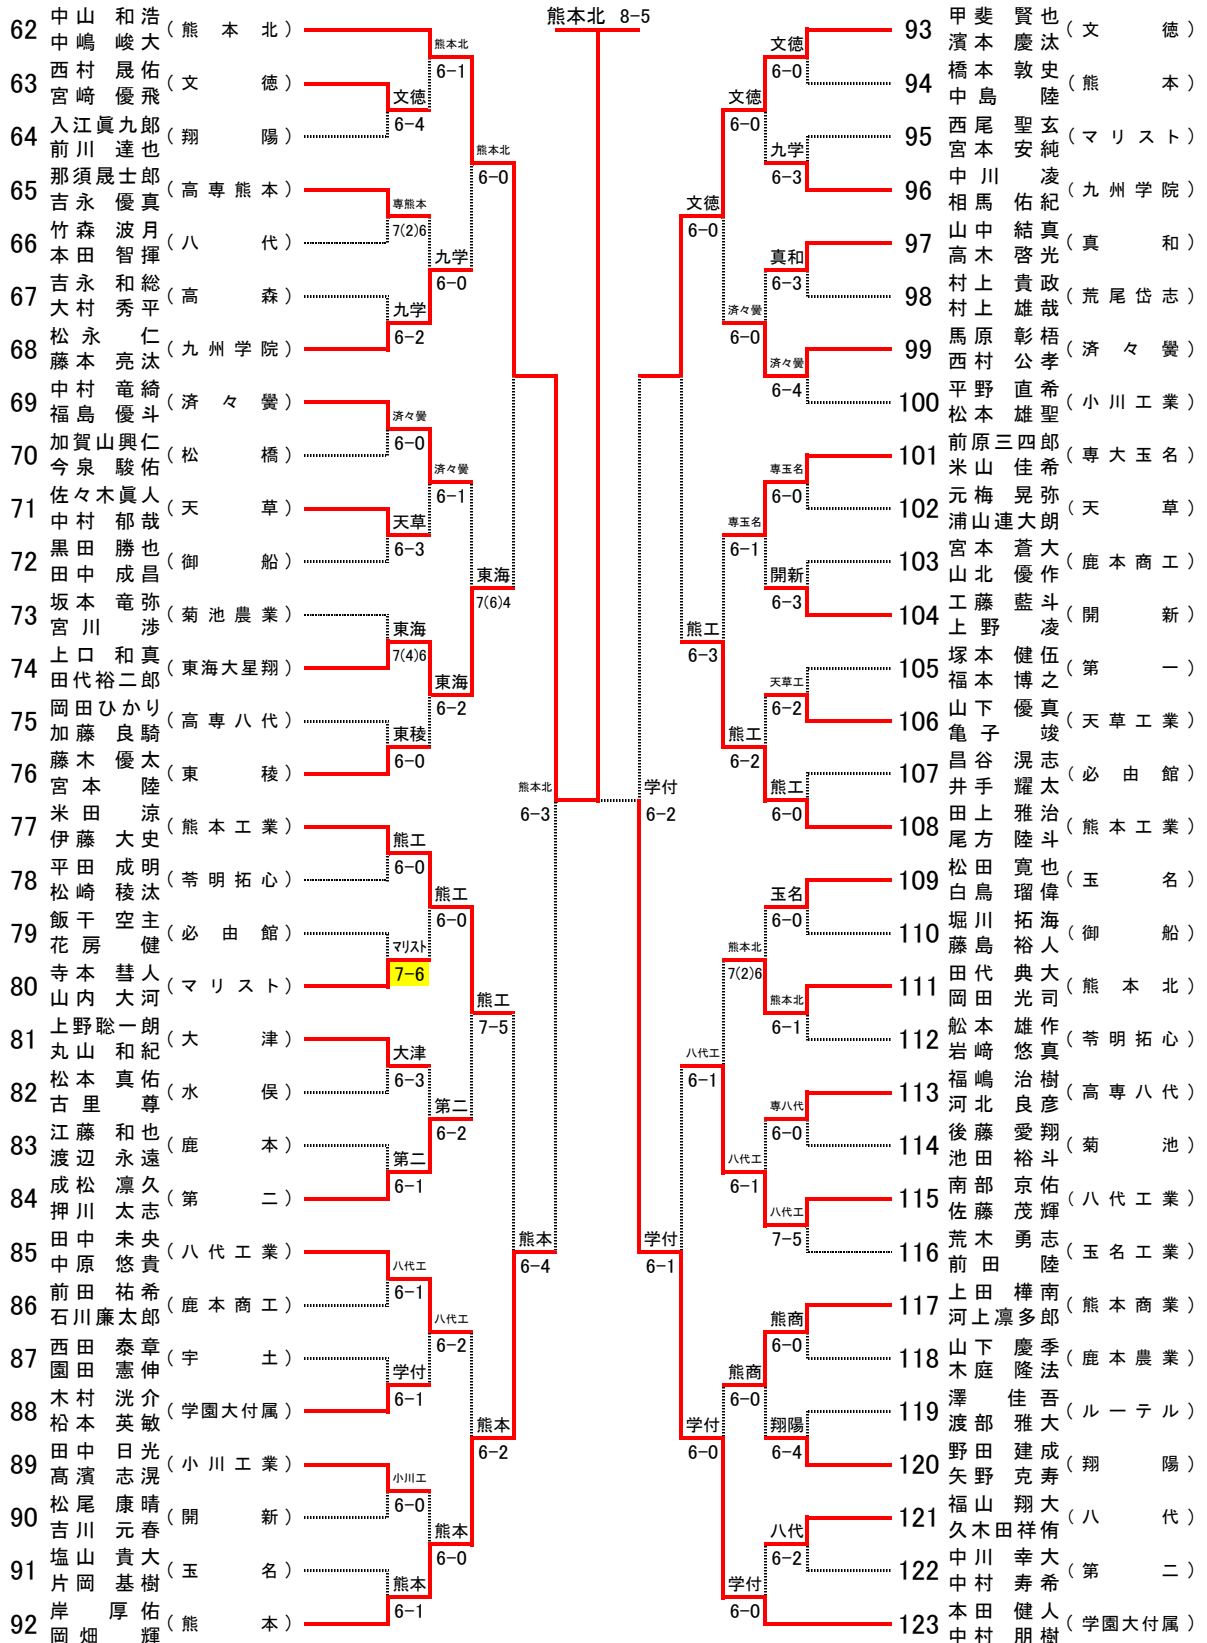 熊本北 8-5
62 中山 和浩 (熊本北)
中嶋 峻大
63 西村 晟佑 (文徳)
宮﨑 優飛
64 入江眞九郎 (翔陽)
前川 達也
65 那須晟士郎 (高専熊本)
吉永 優真
66 竹森 波月 (八代)
本田 智揮
67 吉永 和総 (高森)
大村 秀平
68 松永 仁 (九州学院)
藤本 亮汰
69 中村 竜綺 (済々黌)
福島 優斗
70 加賀山興仁 (松橋)
今泉 駿佑
71 佐々木眞人 (天草)
中村 郁哉
72 黒田 勝也 (御船)
田中 成昌
73 坂本 竜弥 (菊池農業)
宮川 渉
74 上口 和真 (東海大星翔)
田代裕二郎
75 岡田ひかり (高専八代)
加藤 良騎
76 藤木 優太 (東稜)
宮本 陸
77 米田 涼 (熊本工業)
伊藤 大史
78 平田 成明 (苓明拓心)
松崎 稜汰
79 飯干 空主 (必由館)
花房 健
80 寺本 彗人 (マリスト)
山内 大河
81 上野聡一朗 (大津)
丸山 和紀
82 松本 真佑 (水俣)
古里 尊
83 江藤 和也 (鹿本)
渡辺 永遠
84 成松 凛久 (第二)
押川 太志
85 田中 未央 (八代工業)
中原 悠貴
86 前田 祐希 (鹿本商工)
石川廉太郎
87 西田 泰章 (宇土)
園田 憲伸
88 木村 洸介 (学園大付属)
柗本 英敏
89 田中 日光 (小川工業)
髙濱 志滉
90 松尾 康晴 (開新)
吉川 元春
91 塩山 貴大 (玉名)
片岡 基樹
92 岸 厚佑 (熊本)
岡畑 輝
文徳
6-4
専熊本
7(2)6
九学
6-2
済々黌
6-0
天草
6-3
東海
7(4)6
東稜
6-0
熊工
6-0
マリスト
7-6
大津
6-3
第二
6-1
八代工
6-1
学付
6-1
小川工
6-0
熊本
6-1
熊本北
6-1
九学
6-0
済々黌
6-1
東海
6-2
熊工
6-0
第二
6-2
八代工
6-2
熊本
6-0
熊本北
6-0
東海
7(6)4
熊工
7-5
熊本
6-2
熊本北
6-3
熊本
6-4
学付
6-2
文徳
6-0
熊工
6-3
八代工
6-1
学付
6-1
学付
6-0
文徳
6-0
済々黌
6-0
専玉名
6-1
熊工
6-2
熊本北
7(2)6
八代工
6-1
熊商
6-0
学付
6-0
文徳
6-0
九学
6-3
真和
6-3
済々黌
6-4
専玉名
6-0
開新
6-3
天草工
6-2
熊工
6-0
玉名
6-0
熊本北
6-1
専八代
6-0
八代工
7-5
熊商
6-0
翔陽
6-4
八代
6-2
93 甲斐 賢也 (文徳)
濱本 慶汰
94 橋本 敦史 (熊本)
中島 陸
95 西尾 聖玄 (マリスト)
宮本 安純
96 中川 凌 (九州学院)
相馬 佑紀
97 山中 結真 (真和)
高木 啓光
98 村上 貴政 (荒尾岱志)
村上 雄哉
99 馬原 彰梧 (済々黌)
西村 公孝
100 平野 直希 (小川工業)
松本 雄聖
101 前原三四郎 (専大玉名)
米山 佳希
102 元梅 晃弥 (天草)
浦山連大朗
103 宮本 蒼大 (鹿本商工)
山北 優作
104 工藤 藍斗 (開新)
上野 凌
105 塚本 健伍 (第一)
福本 博之
106 山下 優真 (天草工業)
亀子 竣
107 昌谷 滉志 (必由館)
井手 耀太
108 田上 雅治 (熊本工業)
尾方 陸斗
109 松田 寛也 (玉名)
白鳥 瑠偉
110 堀川 拓海 (御船)
藤島 裕人
111 田代 典大 (熊本北)
岡田 光司
112 舩本 雄作 (苓明拓心)
岩﨑 悠真
113 福嶋 治樹 (高専八代)
河北 良彦
114 後藤 愛翔 (菊池)
池田 裕斗
115 南部 京佑 (八代工業)
佐藤 茂輝
116 荒木 勇志 (玉名工業)
前田 陸
117 上田 樺南 (熊本商業)
河上凛多郎
118 山下 慶季 (鹿本農業)
木庭 隆法
119 澤 佳吾 (ルーテル)
渡部 雅大
120 野田 建成 (翔陽)
矢野 克寿
121 福山 翔大 (八代)
久木田祥侑
122 中川 幸大 (第二)
中村 寿希
123 本田 健人 (学園大付属)
中村 朋樹